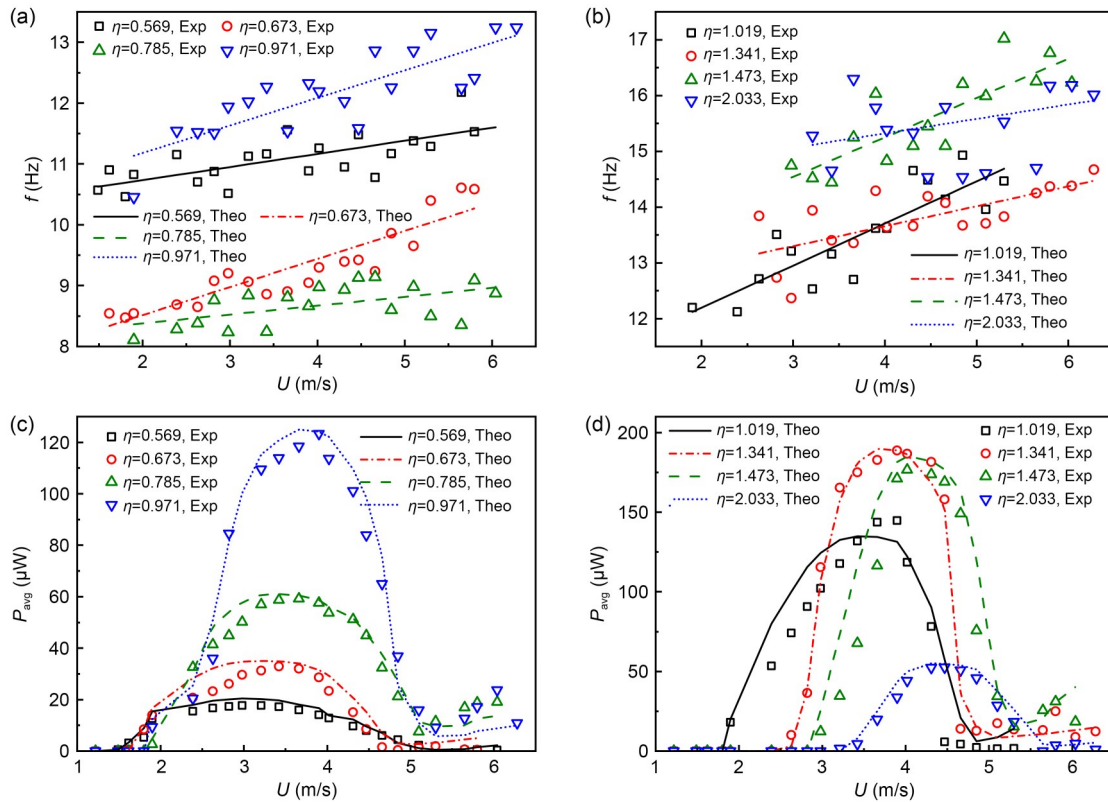 (a)
η=0.569, Exp
η=0.673, Exp
η=0.785, Exp
η=0.971, Exp
η=0.569, Theo
η=0.673, Theo
η=0.785, Theo
η=0.971, Theo
13
12
11
10
9
8
f (Hz)
2
3
4
5
6
U (m/s)
(b)
η=1.019, Exp
η=1.341, Exp
η=1.473, Exp
η=2.033, Exp
η=1.019, Theo
η=1.341, Theo
η=1.473, Theo
η=2.033, Theo
17
16
15
14
13
12
f (Hz)
2
3
4
5
6
U (m/s)
(c)
η=0.569, Exp
η=0.673, Exp
η=0.785, Exp
η=0.971, Exp
η=0.569, Theo
η=0.673, Theo
η=0.785, Theo
η=0.971, Theo
120
100
80
60
40
20
0
Pavg (μW)
1
2
3
4
5
6
U (m/s)
(d)
η=1.019, Theo
η=1.341, Theo
η=1.473, Theo
η=2.033, Theo
η=1.019, Exp
η=1.341, Exp
η=1.473, Exp
η=2.033, Exp
200
150
100
50
0
Pavg (μW)
1
2
3
4
5
6
U (m/s)